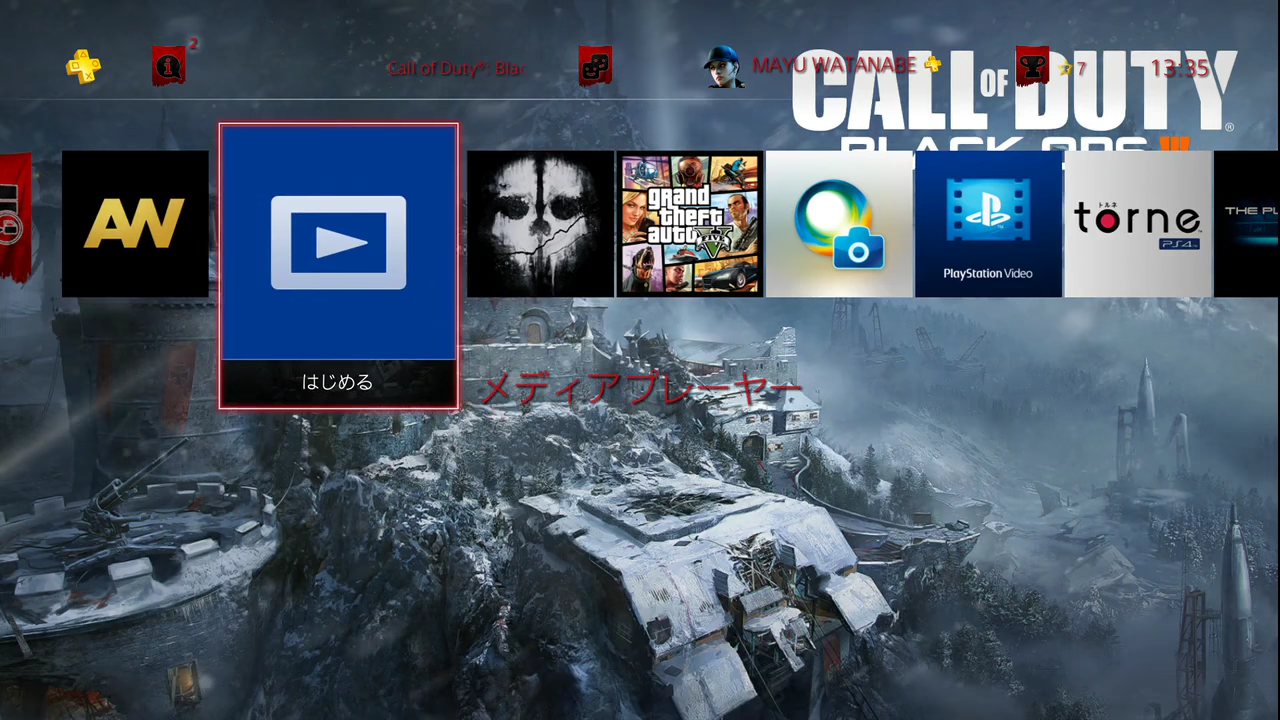 2
Call of Duty®: Blac
MAYU WATANABE
7
13:35
CALL OF DUTY®
BLACK OPS III
AW
grand
theft
auto
V
FIVE
PlayStation Video
トルネ
torne
PS4
THE PL
はじめる
メディアプレーヤー